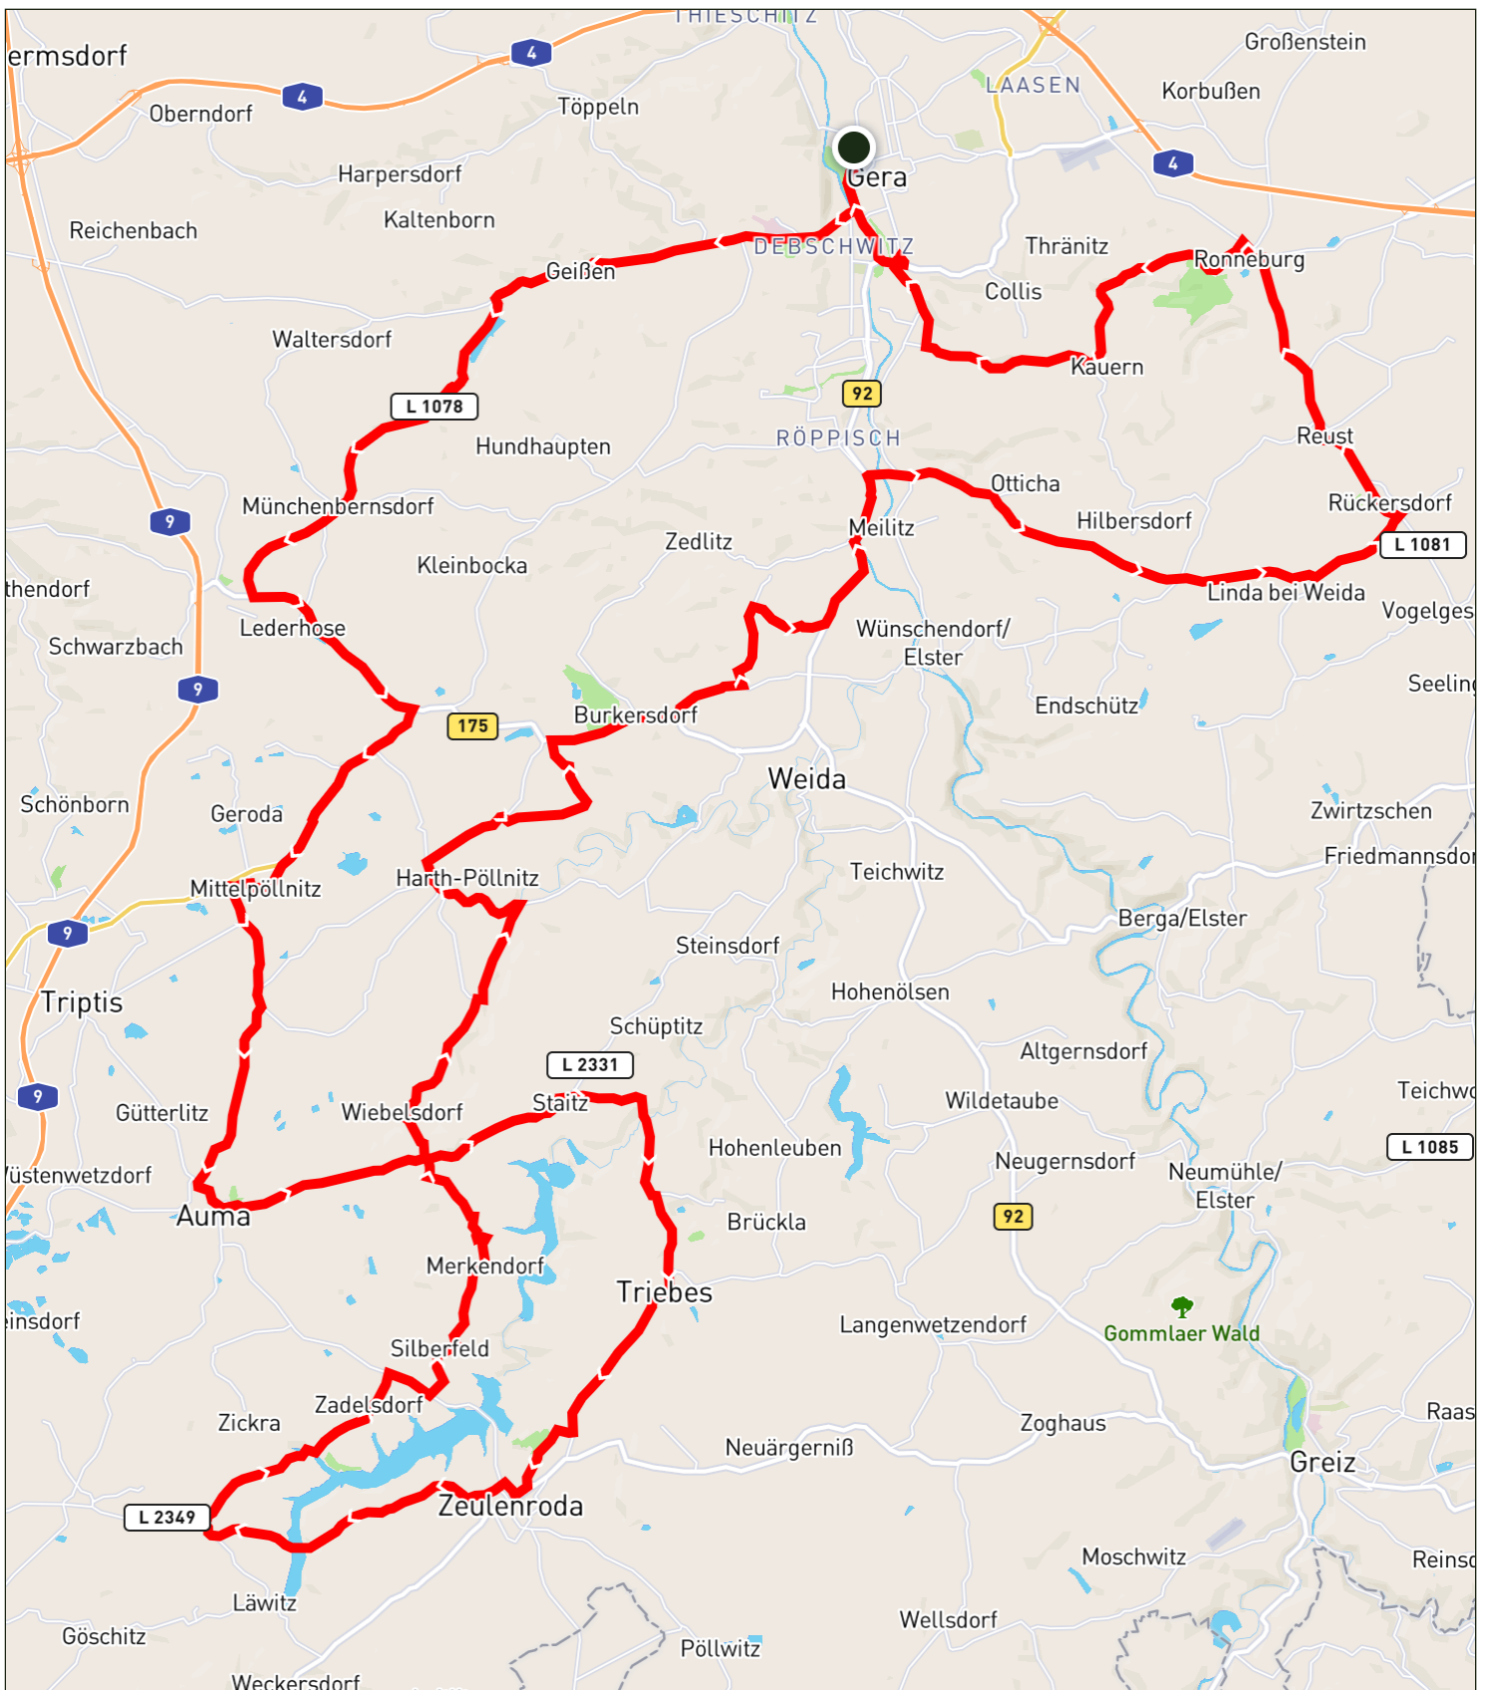 THIESCHITZ
Großenstein
ermsdorf
4
LAASEN
Korbußen
4
Oberndorf
Töppeln
4
Harpersdorf
Gera
Kaltenborn
Reichenbach
DEBSCHWITZ
Thränitz
Ronneburg
Geißen
Collis
Waltersdorf
Kauern
92
L 1078
RÖPPISCH
Reust
Hundhaupten
Otticha
Münchenbernsdorf
Rückersdorf
9
Meilitz
Hilbersdorf
Zedlitz
L 1081
Kleinbocka
thendorf
Linda bei Weida
Vogelges
Lederhose
Wünschendorf/
Elster
Schwarzbach
9
Seeling
Endschütz
Burkersdorf
175
Weida
Schönborn
Geroda
Zwirtzschen
Friedmannsdor
Teichwitz
Harth-Pöllnitz
Mittelpöllnitz
Berga/Elster
9
Steinsdorf
Hohenölsen
Triptis
Schüptitz
Altgernsdorf
L 2331
9
Teichwo
Wildetaube
Staitz
Gütterlitz
Wiebelsdorf
Hohenleuben
L 1085
Neugernsdorf
Neumühle/
Elster
üstenwetzdorf
Auma
92
Brückla
Merkendorf
Triebes
einsdorf
Langenwetzendorf
Gommlaer Wald
Silberfeld
Zadelsdorf
Zickra
Zoghaus
Raas
Neuärgerniß
Greiz
Zeulenroda
L 2349
Moschwitz
Reinsd
Läwitz
Wellsdorf
Göschitz
Pöllwitz
Weckersdorf